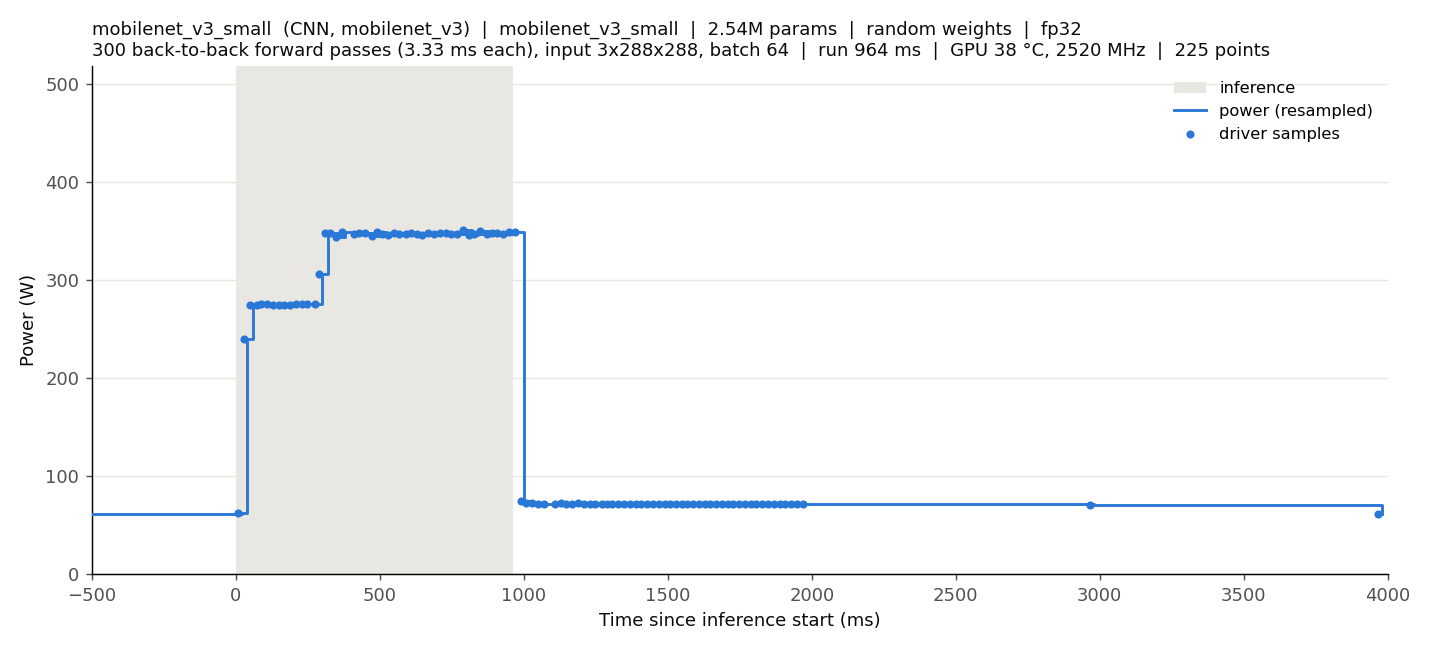 mobilenet_v3_small  (CNN, mobilenet_v3)  |  mobilenet_v3_small  |  2.54M params  |  random weights  |  fp32
300 back-to-back forward passes (3.33 ms each), input 3x288x288, batch 64  |  run 964 ms  |  GPU 38 °C, 2520 MHz  |  225 points
inference
power (resampled)
driver samples
Power (W)
500
400
300
200
100
0
−500
0
500
1000
1500
2000
2500
3000
3500
4000
Time since inference start (ms)